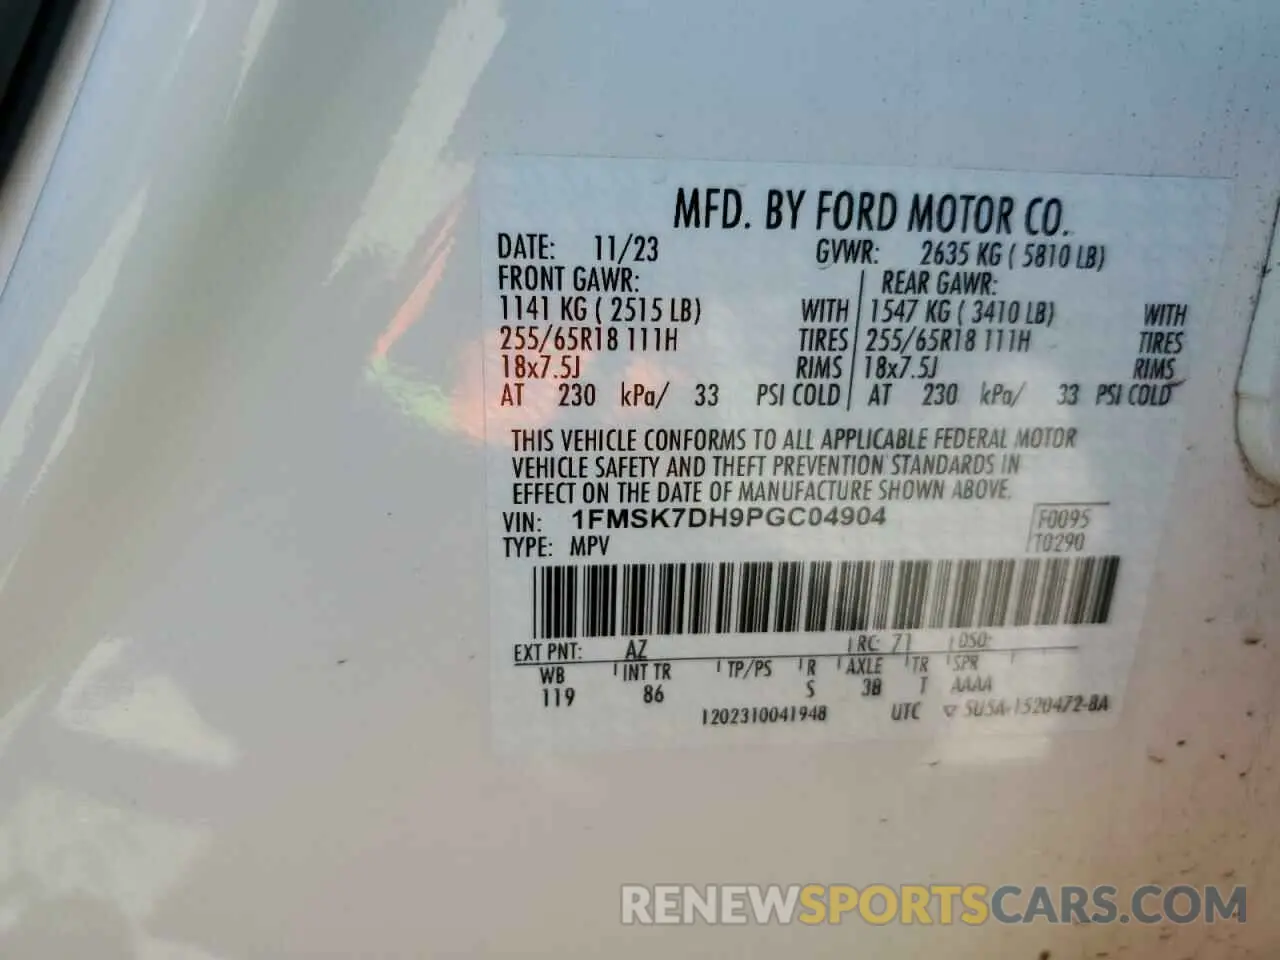 MFD. BY FORD MOTOR CO.
DATE: 11/23 GVWR: 2635 KG ( 5810 LB)
FRONT GAWR: REAR GAWR:
1141 KG ( 2515 LB) WITH 1547 KG ( 3410 LB) WITH
255/65R18 111H TIRES 255/65R18 111H TIRES
18x7.5J RIMS 18x7.5J RIMS
AT 230 kPa/ 33 PSI COLD AT 230 kPa/ 33 PSI COLD
THIS VEHICLE CONFORMS TO ALL APPLICABLE FEDERAL MOTOR
VEHICLE SAFETY AND THEFT PREVENTION STANDARDS IN
EFFECT ON THE DATE OF MANUFACTURE SHOWN ABOVE.
VIN: 1FMSK7DH9PGC04904 F0095
TYPE: MPV T0290
EXT PNT: AZ RC: 71 DSO:
WB INT TR TP/PS R AXLE TR SPR
119 86 S 38 T AAAA
1202310041948 UTC ▽ 5U5A-1520472-BA
RENEWSPORTSCARS.COM